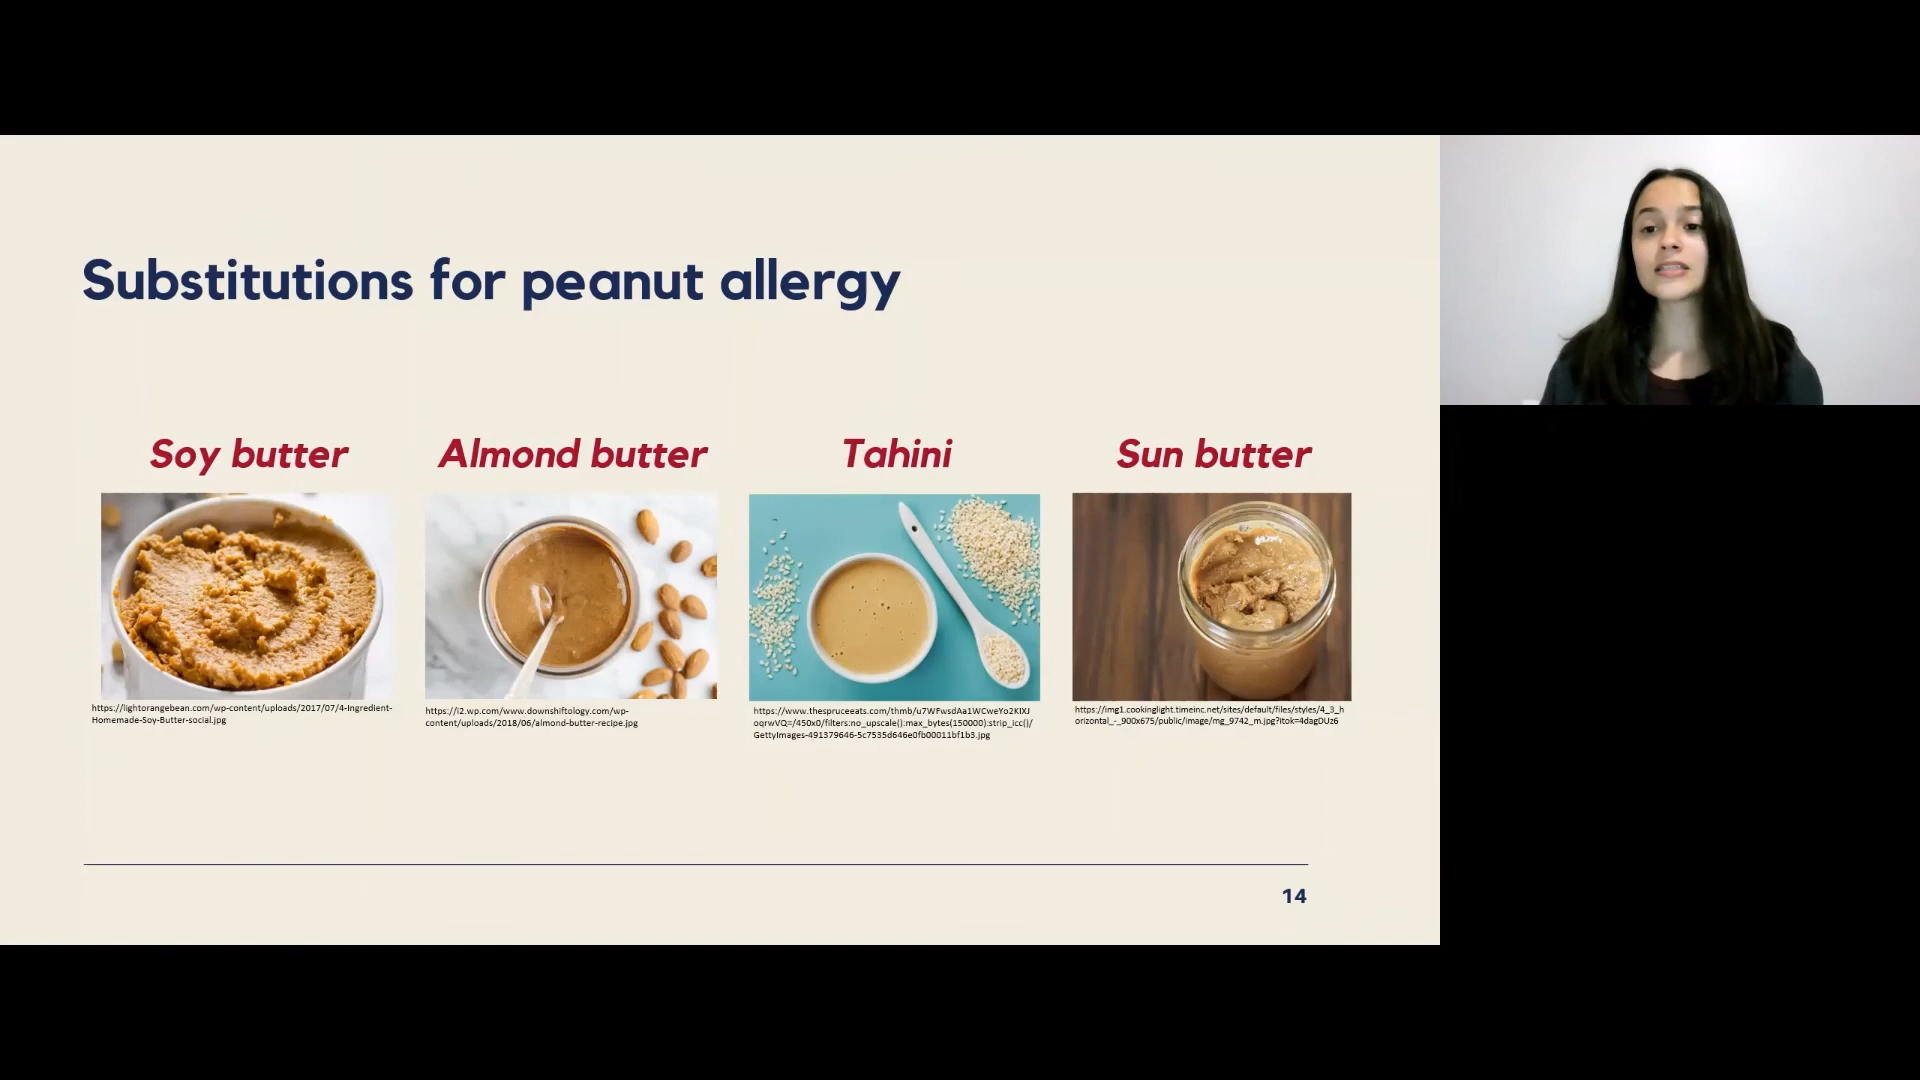 Substitutions for peanut allergy
Soy butter
Almond butter
Tahini
Sun butter
https://lightorangebean.com/wp-content/uploads/2017/07/4-Ingredient-
Homemade-Soy-Butter-social.jpg
https://i2.wp.com/www.downshiftology.com/wp-
content/uploads/2018/06/almond-butter-recipe.jpg
https://www.thespruceeats.com/thmb/u7WFwsdAa1WCweYo2KIXJ
oqrwVQ=/450x0/filters:no_upscale():max_bytes(150000):strip_icc()/
GettyImages-491379646-5c7535d646e0fb00011bf1b3.jpg
https://img1.cookinglight.timeinc.net/sites/default/files/styles/4_3_h
orizontal_-_900x675/public/image/mg_9742_m.jpg?itok=4dagDUz6
14